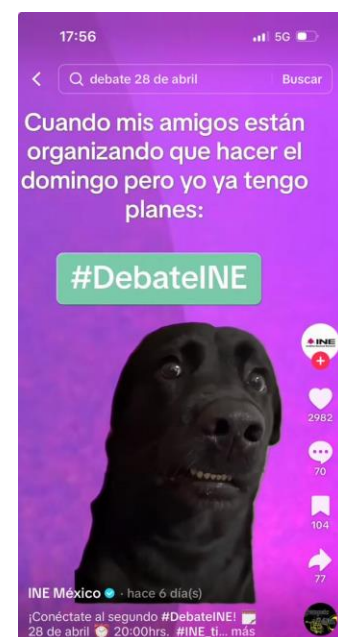 17:56
5G
debate 28 de abril
Buscar
Cuando mis amigos están
organizando que hacer el
domingo pero yo ya tengo
planes:
#DebateINE
INE
2982
70
104
77
INE México · hace 6 día(s)
¡Conéctate al segundo #DebateINE! 🗓️
28 de abril ⏰ 20:00hrs. #INE_ti... más